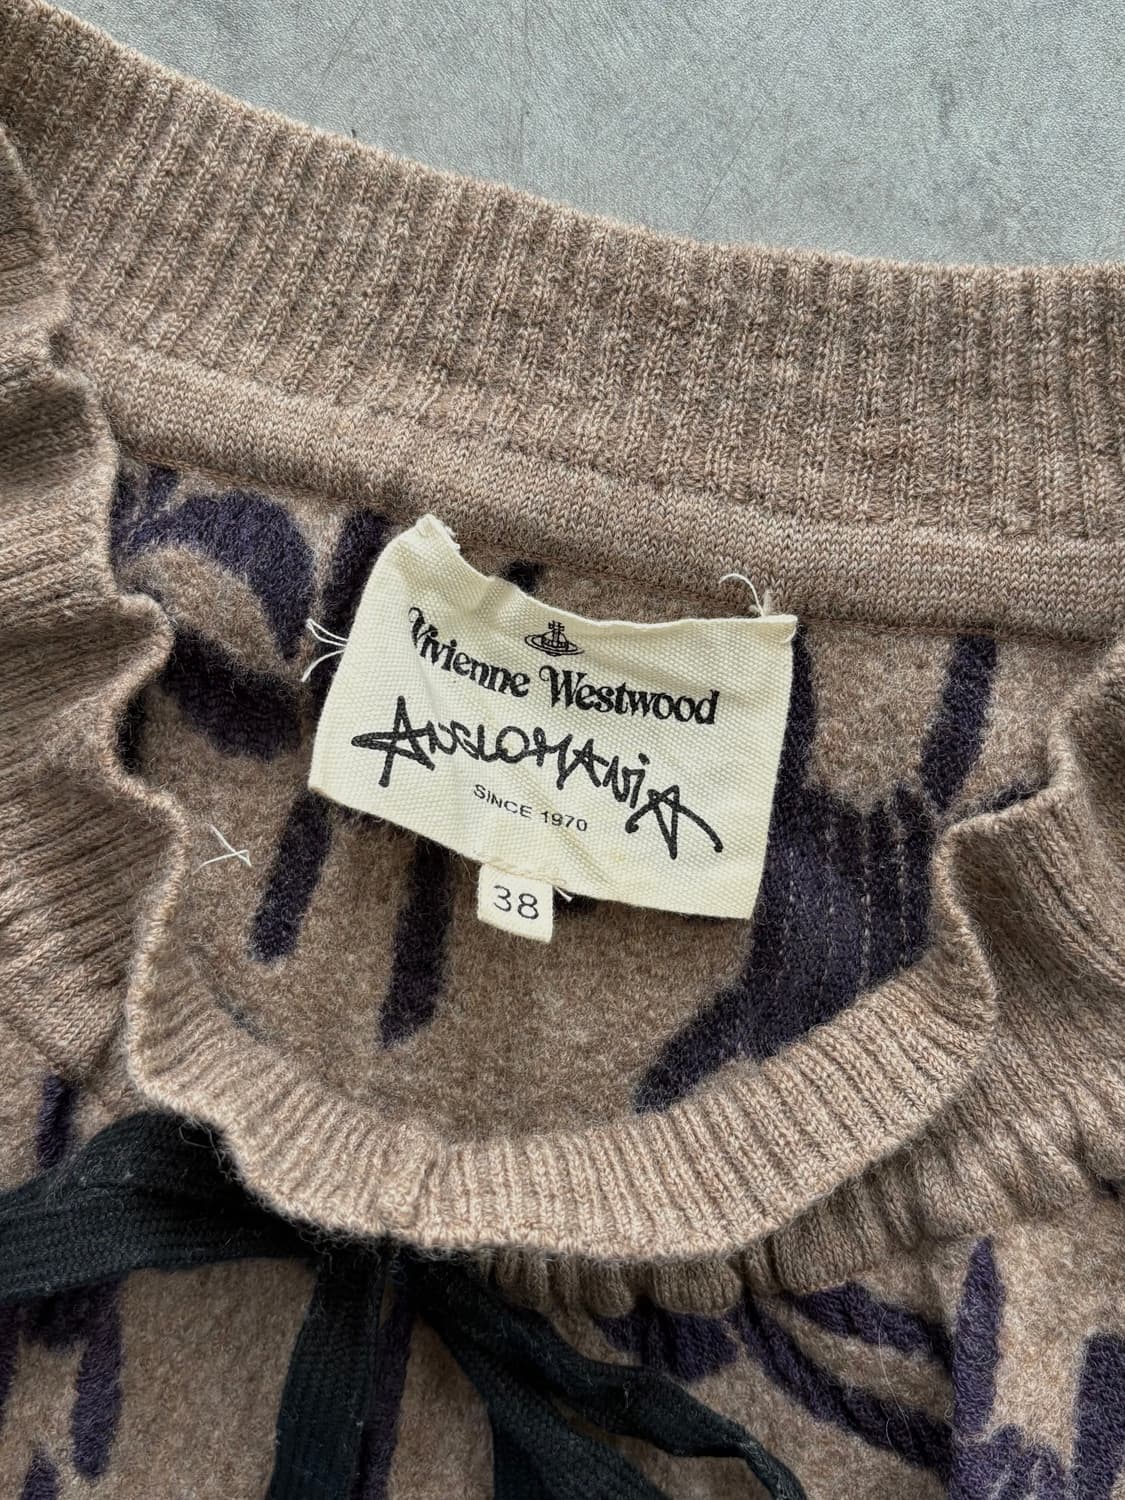 Vivienne Westwood
ANGLOMANiA
SINCE 1970
38